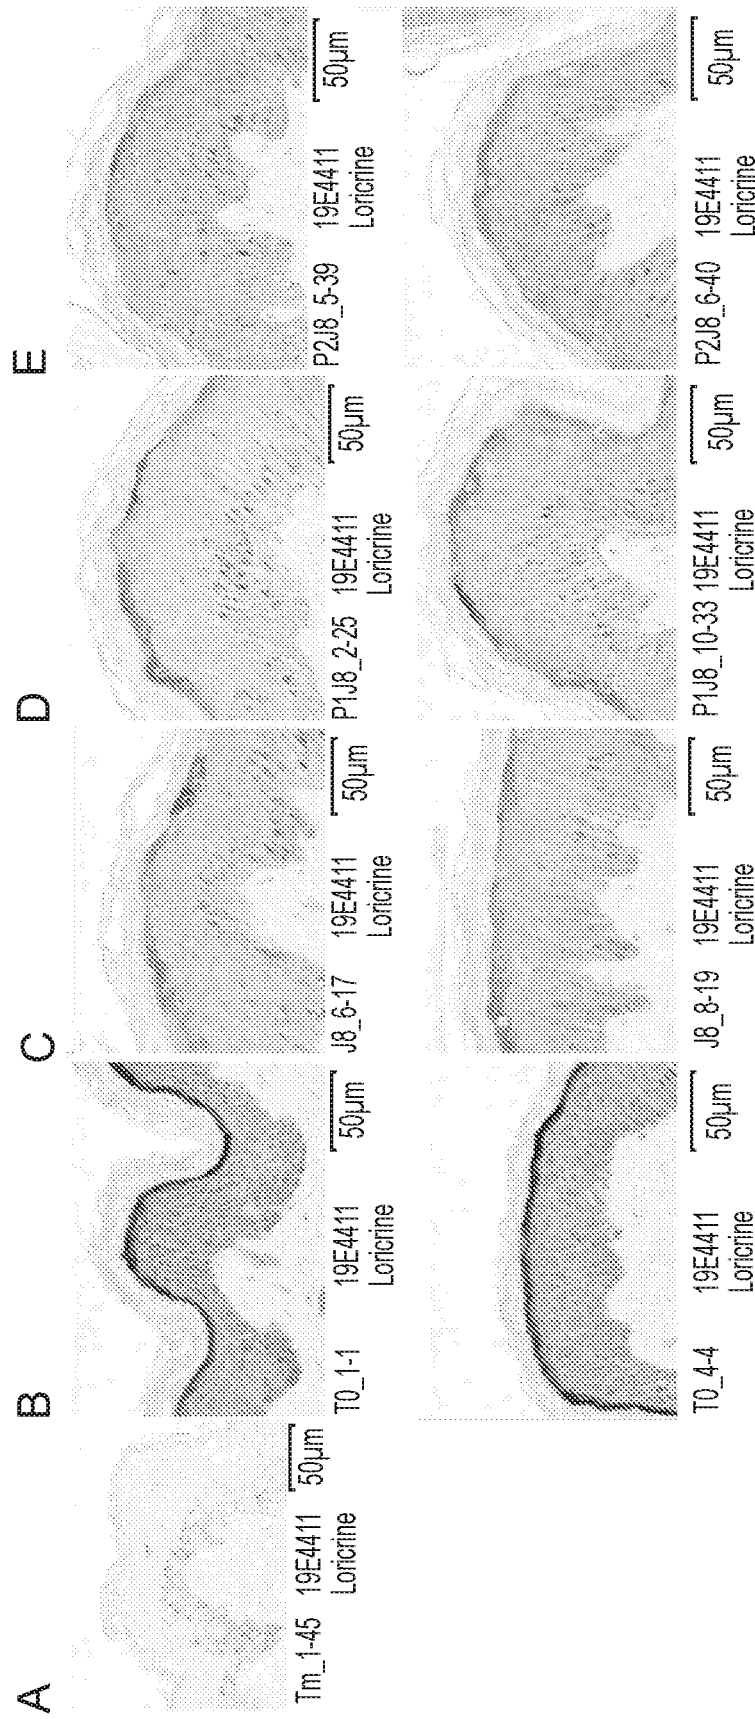 A
B
C
D
E
50µm
Tm_1-45 19E4411
Loricrine
50µm
T0_1-1 19E4411
Loricrine
50µm
J8_6-17 19E4411
Loricrine
50µm
P1J8_2-25 19E4411
Loricrine
50µm
P2J8_5-39 19E4411
Loricrine
50µm
T0_4-4 19E4411
Loricrine
50µm
J8_8-19 19E4411
Loricrine
50µm
P1J8_10-33 19E4411
Loricrine
50µm
P2J8_6-40 19E4411
Loricrine